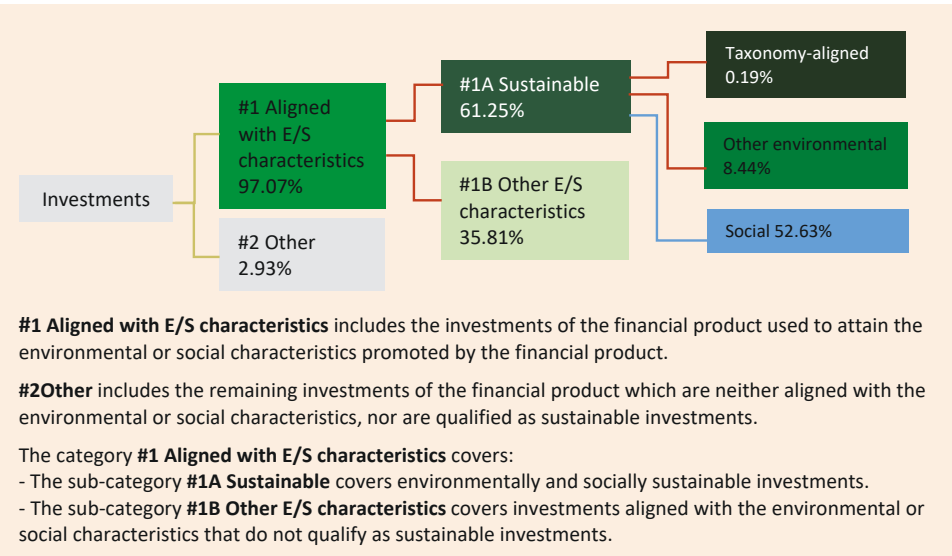 Investments
#1 Aligned
with E/S
characteristics
97.07%
#2 Other
2.93%
#1A Sustainable
61.25%
#1B Other E/S
characteristics
35.81%
Taxonomy-aligned
0.19%
Other environmental
8.44%
Social 52.63%
#1 Aligned with E/S characteristics includes the investments of the financial product used to attain the
environmental or social characteristics promoted by the financial product.
#2Other includes the remaining investments of the financial product which are neither aligned with the
environmental or social characteristics, nor are qualified as sustainable investments.
The category #1 Aligned with E/S characteristics covers:
- The sub-category #1A Sustainable covers environmentally and socially sustainable investments.
- The sub-category #1B Other E/S characteristics covers investments aligned with the environmental or
social characteristics that do not qualify as sustainable investments.